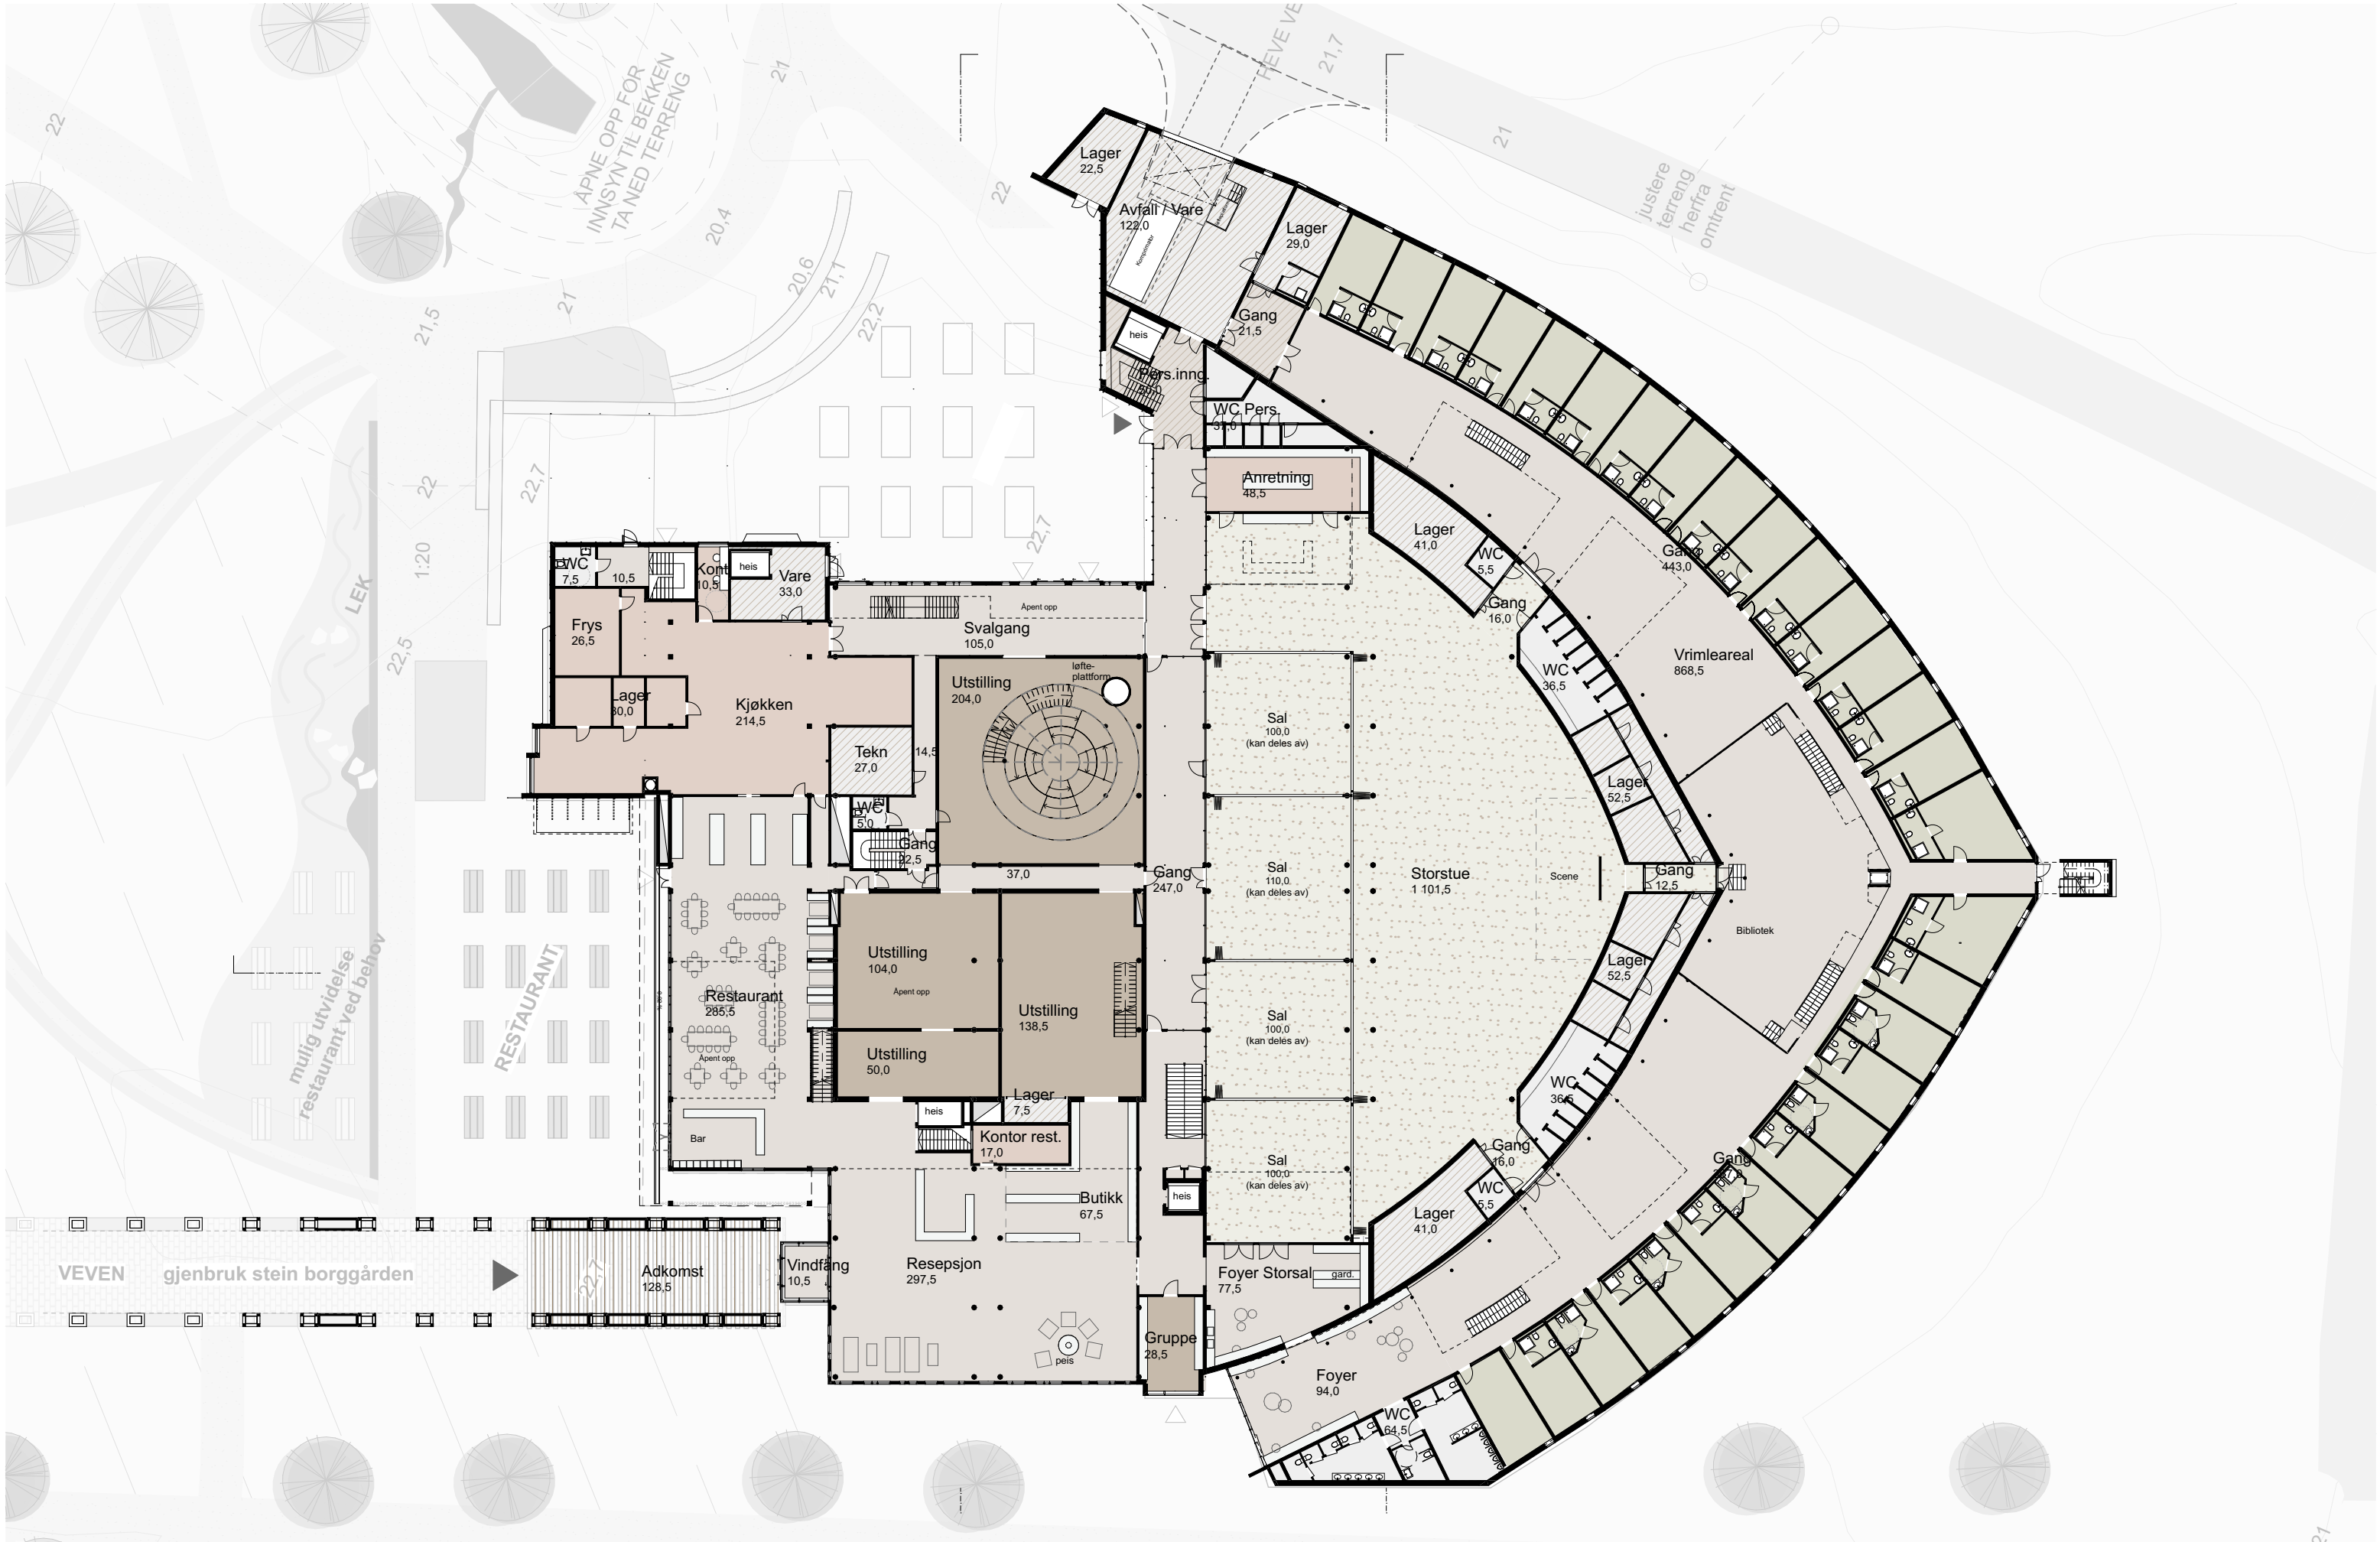 HEVE VE
21,7
21
22
ÅPNE OPP FOR
INNSYN TIL BEKKEN
TA NED TERRENG
21
22
20,4
justere
terreng
herfra
omtrent
Lager
22,5
Avfall / Vare
122,0
Komprimator
Lager
29,0
20,6
21,1
21
21,5
22,2
heis
Gang
21,5
Pers.inng.
WC Pers.
37,0
22
22,7
22,7
1:20
LEK
22,5
Anretning
48,5
Lager
41,0
WC
5,5
Gang
16,0
Gang
443,0
WC
7,5
10,5
Kont
10,5
heis
Vare
33,0
Åpent opp
Svalgang
105,0
Frys
26,5
Lager
30,0
Kjøkken
214,5
Utstilling
204,0
løfte-
plattform
WC
36,5
Vrimleareal
868,5
Sal
100,0
(kan deles av)
Tekn
27,0
14,5
Lager
52,5
WC
5,0
Gang
22,5
37,0
Gang
247,0
Sal
110,0
(kan deles av)
Storstue
1 101,5
Scene
Gang
12,5
Bibliotek
mulig utvidelse
restaurant ved behov
RESTAURANT
Utstilling
104,0
Åpent opp
Lager
52,5
Restaurant
285,5
Åpent opp
Utstilling
138,5
Sal
100,0
(kan deles av)
Utstilling
50,0
WC
36,5
Lager
7,5
heis
Kontor rest.
17,0
Bar
Gang
16,0
Gang
Sal
100,0
(kan deles av)
WC
5,5
Lager
41,0
heis
Butikk
67,5
VEVEN
gjenbruk stein borggården
22,7
Adkomst
128,5
Vindfang
10,5
Resepsjon
297,5
Foyer Storsal
77,5
gard.
Gruppe
28,5
peis
Foyer
94,0
WC
64,5
21